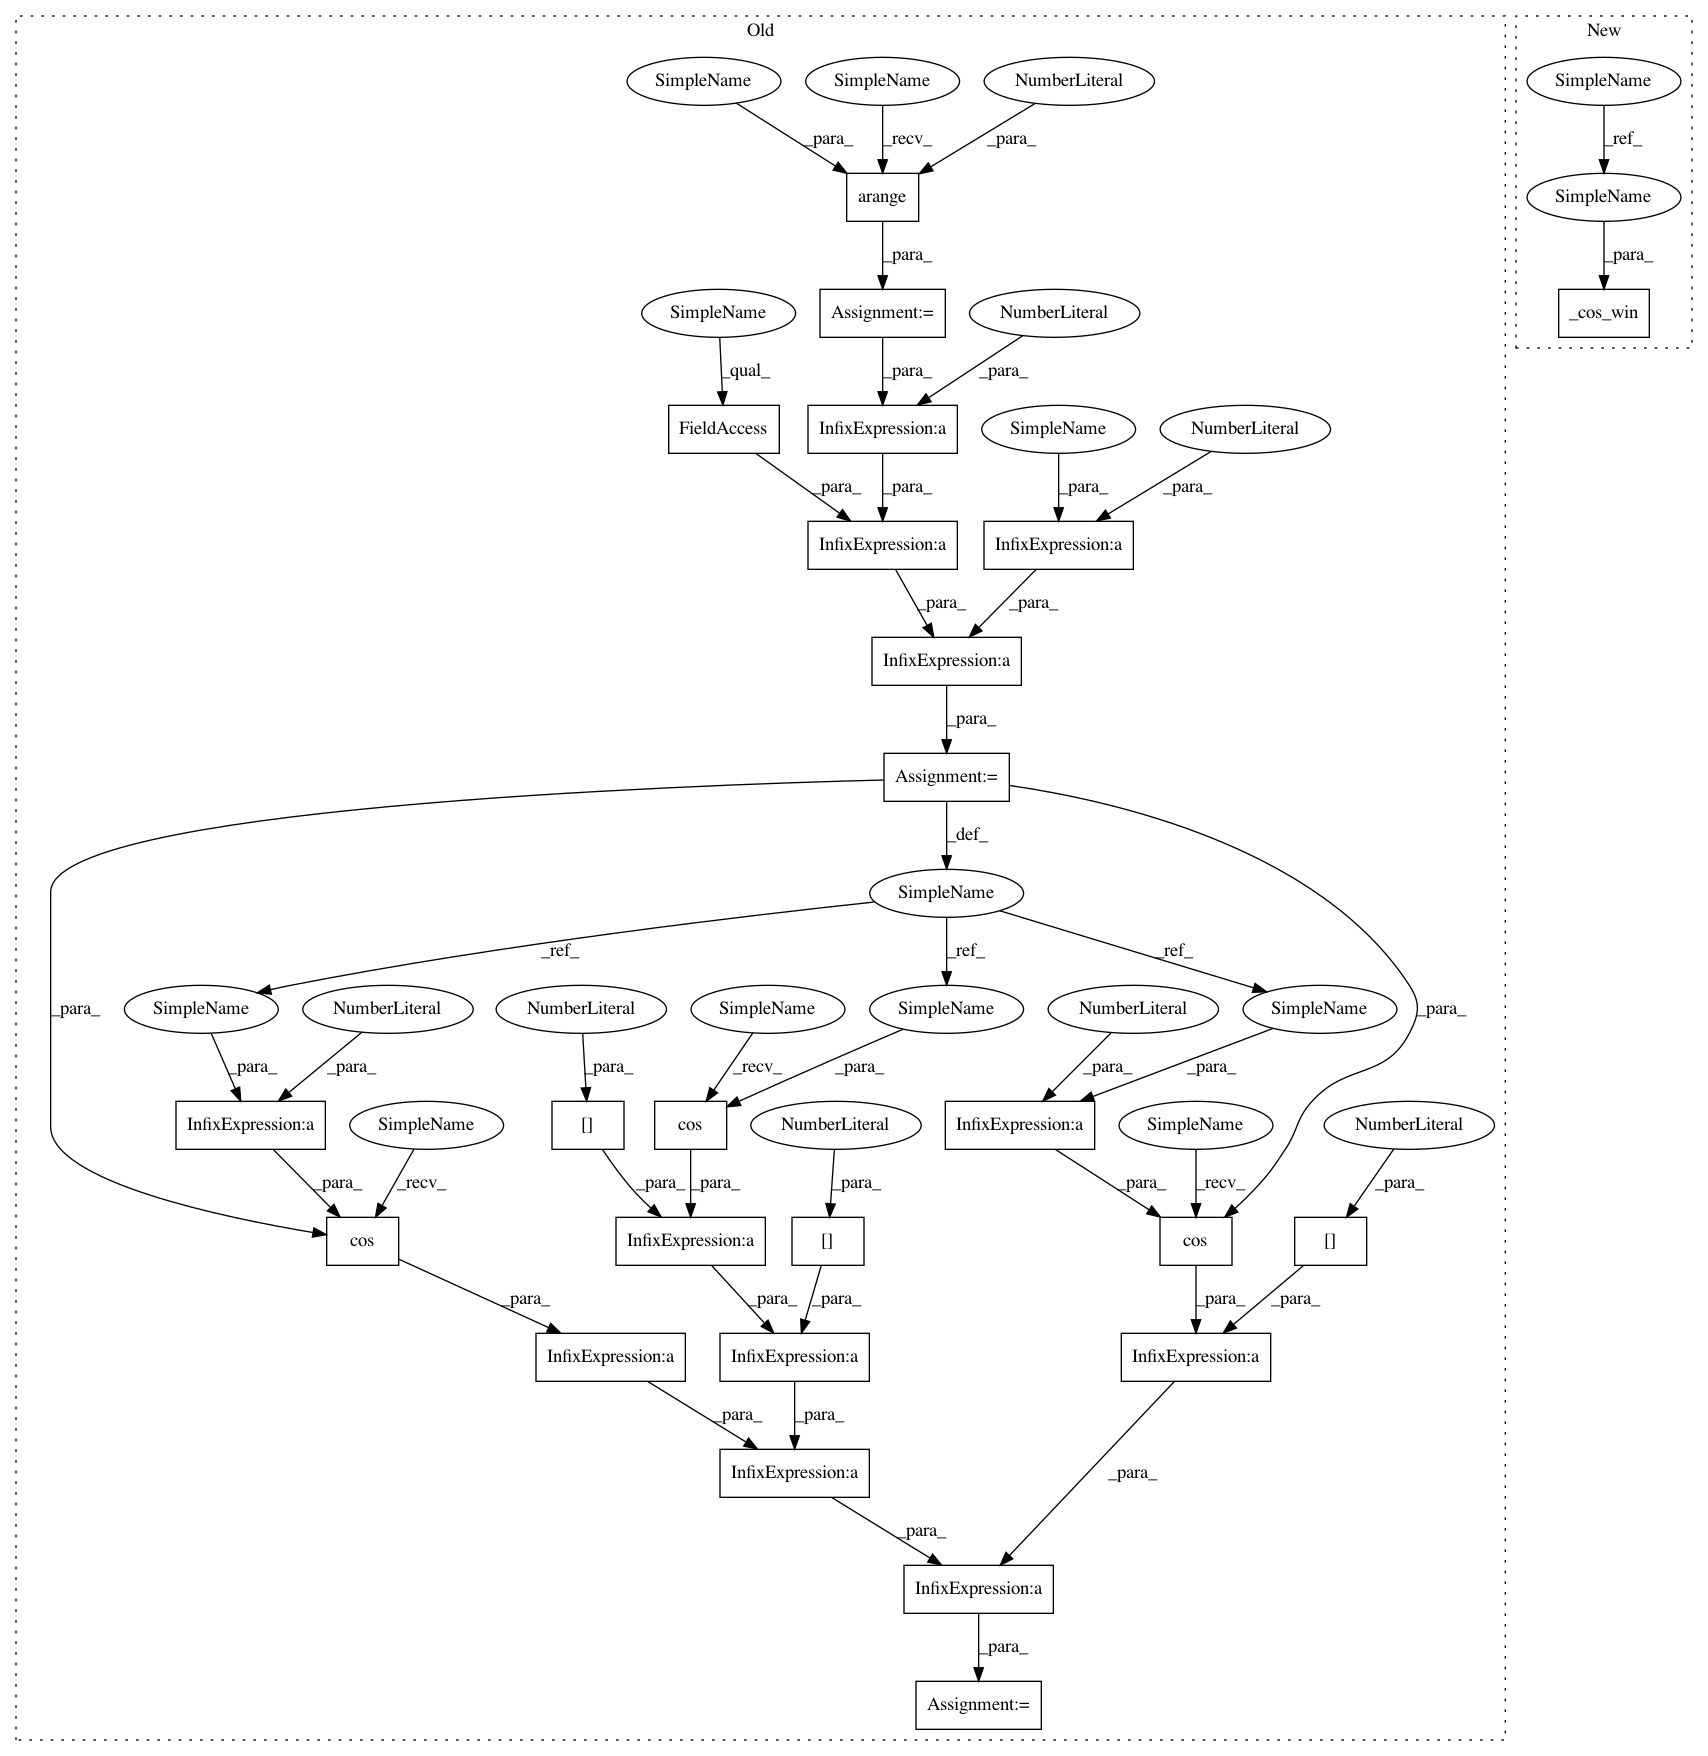 Old
New
SimpleName
SimpleName
NumberLiteral
SimpleName
_para_
_recv_
_para_
_ref_
arange
SimpleName
_para_
_para_
SimpleName
Assignment:=
NumberLiteral
_cos_win
_qual_
_para_
_para_
FieldAccess
InfixExpression:a
SimpleName
NumberLiteral
_para_
_para_
_para_
_para_
InfixExpression:a
InfixExpression:a
_para_
_para_
InfixExpression:a
_para_
Assignment:=
_def_
SimpleName
_ref_
_ref_
_ref_
_para_
SimpleName
NumberLiteral
NumberLiteral
SimpleName
SimpleName
NumberLiteral
SimpleName
_para_
_para_
_para_
_para_
_recv_
_para_
_para_
_para_
InfixExpression:a
SimpleName
[]
cos
NumberLiteral
InfixExpression:a
SimpleName
NumberLiteral
_para_
_recv_
_para_
_para_
_para_
_para_
_recv_
_para_
cos
InfixExpression:a
[]
cos
[]
_para_
_para_
_para_
_para_
_para_
InfixExpression:a
InfixExpression:a
InfixExpression:a
_para_
_para_
InfixExpression:a
_para_
_para_
InfixExpression:a
_para_
Assignment:=